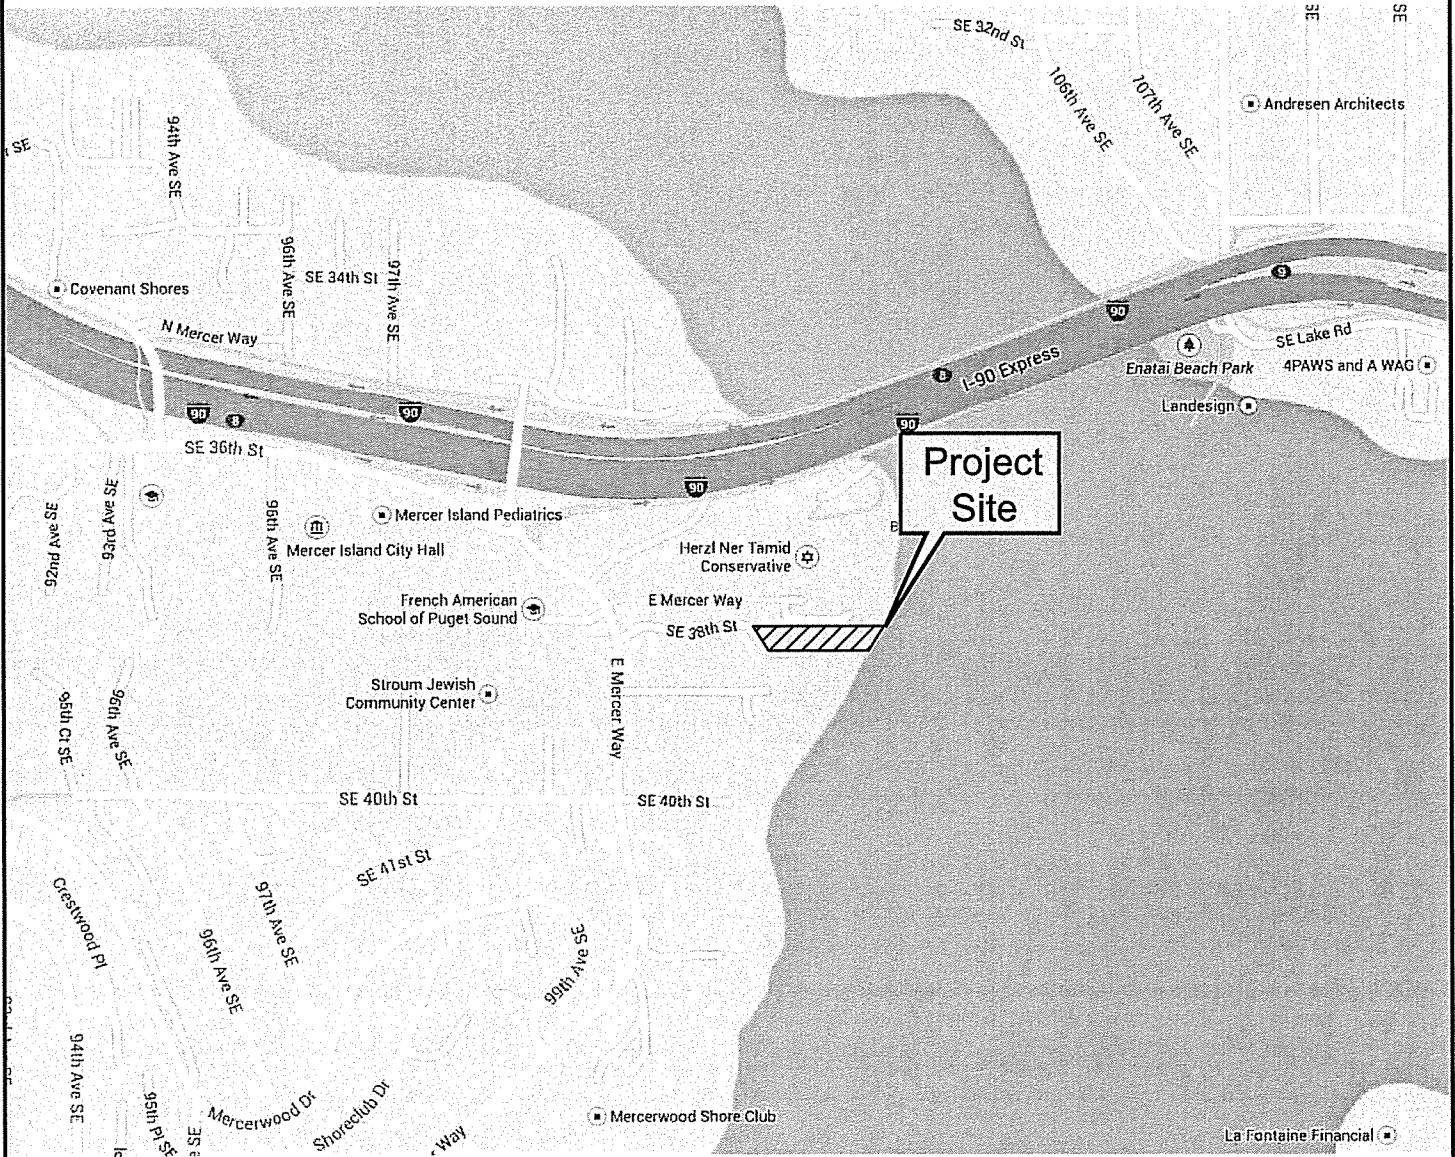 SE 32nd St
SE
106th Ave SE
107th Ave SE
Andresen Architects
94th Ave SE
SE
96th Ave SE
SE 34th St
97th Ave SE
Covenant Shores
N Mercer Way
9
90
SE Lake Rd
Enatai Beach Park
4PAWS and A WAG
I-90 Express
8
Landesign
90
8
90
90
SE 36th St
Project
Site
90
92nd Ave SE
93rd Ave SE
96th Ave SE
Mercer Island Pediatrics
Mercer Island City Hall
Herzl Ner Tamid
Conservative
French American
School of Puget Sound
E Mercer Way
SE 38th St
Stroum Jewish
Community Center
E Mercer Way
95th Ct SE
96th Ave SE
SE 40th St
SE 40th St
SE 41st St
Crestwood Pl
97th Ave SE
96th Ave SE
99th Ave SE
94th Ave SE
95th Pl SE
Mercerwood Dr
Shoreclub Dr
Way
Mercerwood Shore Club
La Fontaine Financial